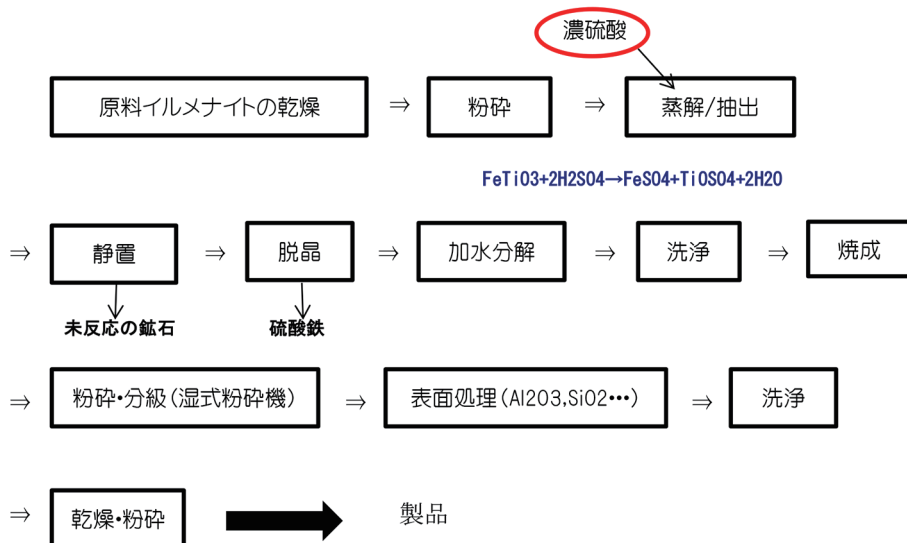 濃硫酸
原料イルメナイトの乾燥 ⇒ 粉砕 ⇒ 蒸解/抽出
FeTiO3+2H2SO4→FeSO4+TiOSO4+2H2O
⇒ 静置 ⇒ 脱晶 ⇒ 加水分解 ⇒ 洗浄 ⇒ 焼成
未反応の鉱石 硫酸鉄
⇒ 粉砕・分級(湿式粉砕機) ⇒ 表面処理(Al2O3,SiO2・・・) ⇒ 洗浄
⇒ 乾燥・粉砕 製品